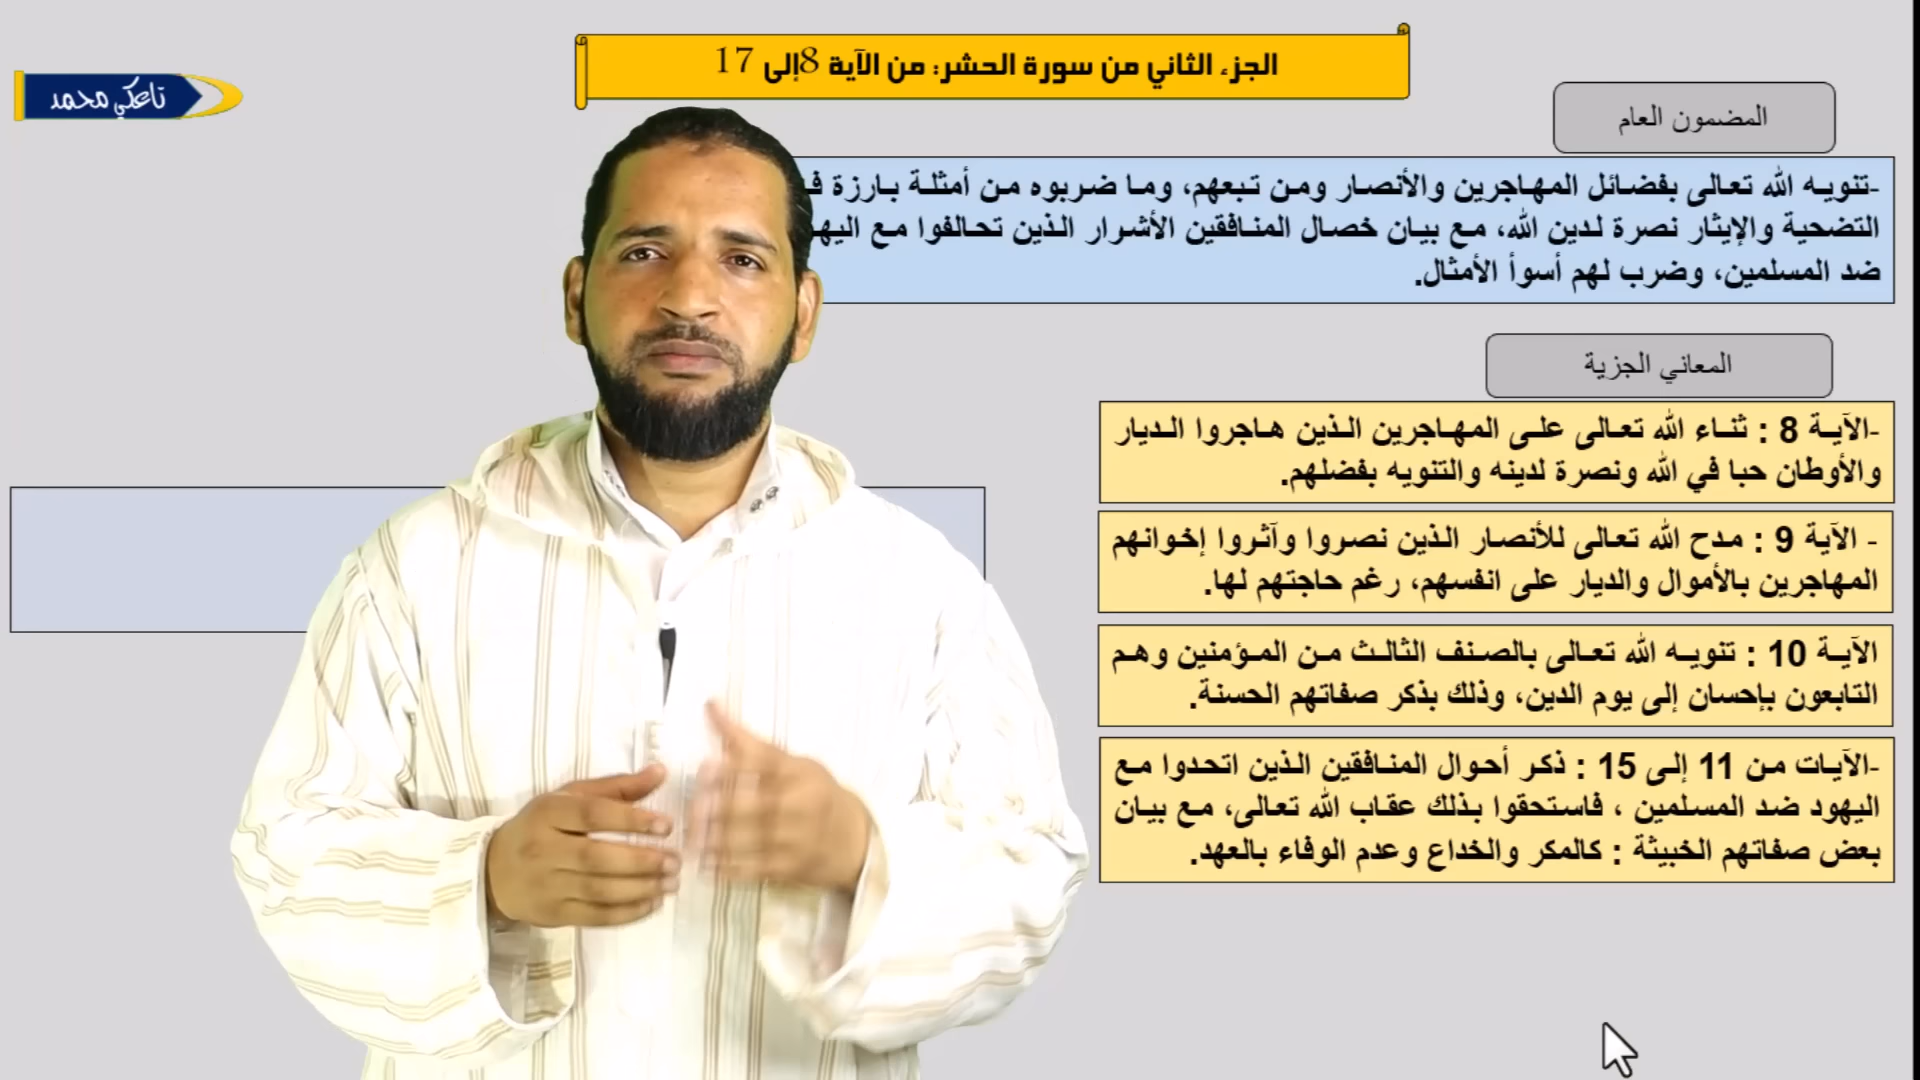 الجزء الثاني من سورة الحشر: من الآية 8إلى 17
تاعكي محمد
المضمون العام
-تنويه الله تعالى بفضائل المهاجرين والأنصار ومن تبعهم، وما ضربوه من أمثلة بارزة
التضحية والإيثار نصرة لدين الله، مع بيان خصال المنافقين الأشرار الذين تحالفوا مع
ضد المسلمين، وضرب لهم أسوأ الأمثال.
المعاني الجزية
-الآية 8 : ثناء الله تعالى على المهاجرين الذين هاجروا الديار
والأوطان حبا في الله ونصرة لدينه والتنويه بفضلهم.
- الآية 9 : مدح الله تعالى للأنصار الذين نصروا وآثروا إخوانهم
المهاجرين بالأموال والديار على انفسهم، رغم حاجتهم لها.
الآية 10 : تنويه الله تعالى بالصنف الثالث من المؤمنين وهم
التابعون بإحسان إلى يوم الدين، وذلك بذكر صفاتهم الحسنة.
-الآيات من 11 إلى 15 : ذكر أحوال المنافقين الذين اتحدوا مع
اليهود ضد المسلمين ، فاستحقوا بذلك عقاب الله تعالى، مع بيان
بعض صفاتهم الخبيثة : كالمكر والخداع وعدم الوفاء بالعهد.